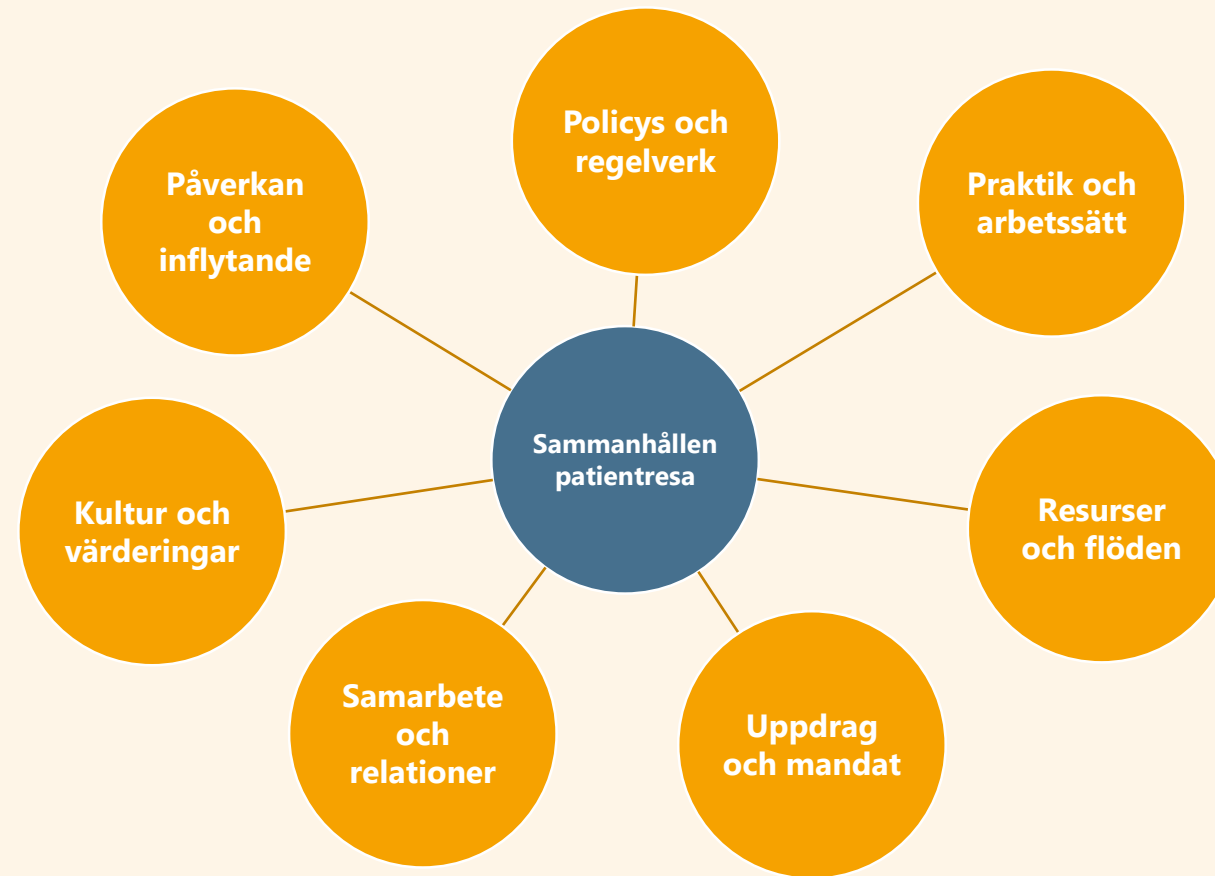 Policys och
regelverk
Påverkan
och
inflytande
Praktik och
arbetssätt
Sammanhållen
patientresa
Kultur och
värderingar
Resurser
och flöden
Samarbete
och
relationer
Uppdrag
och mandat